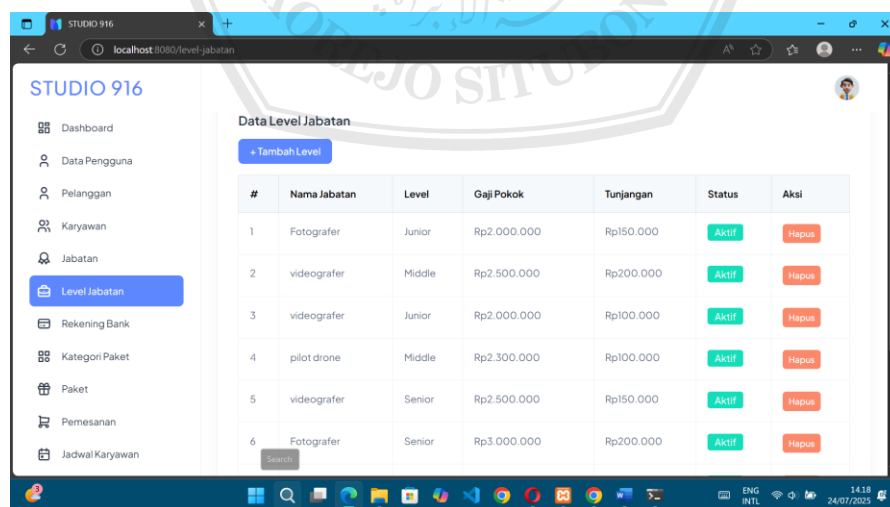 OREJO SITUBON
STUDIO 916
localhost:8080/level-jabatan
STUDIO 916
Dashboard
Data Pengguna
Pelanggan
Karyawan
Jabatan
Level Jabatan
Rekening Bank
Kategori Paket
Paket
Pemesanan
Jadwal Karyawan
Data Level Jabatan
+ Tambah Level
# Nama Jabatan Level Gaji Pokok Tunjangan Status Aksi
1 Fotografer Junior Rp2.000.000 Rp150.000 Aktif Hapus
2 videografer Middle Rp2.500.000 Rp200.000 Aktif Hapus
3 videografer Junior Rp2.000.000 Rp100.000 Aktif Hapus
4 pilot drone Middle Rp2.300.000 Rp100.000 Aktif Hapus
5 videografer Senior Rp2.500.000 Rp150.000 Aktif Hapus
6 Fotografer Senior Rp3.000.000 Rp200.000 Aktif Hapus
Search
3
ENG
INTL
14.18
24/07/2025